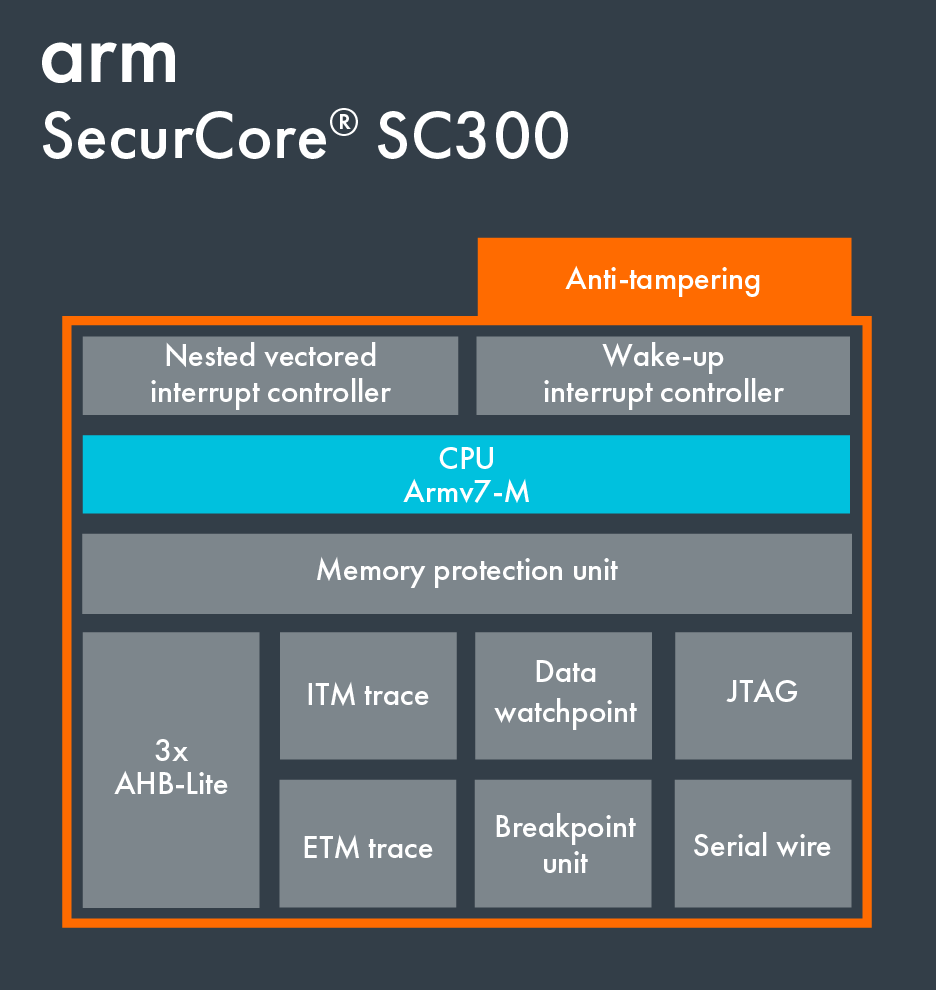 arm
SecurCore® SC300
Anti-tampering
Nested vectored
interrupt controller
Wake-up
interrupt controller
CPU
Armv7-M
Memory protection unit
3x
AHB-Lite
ITM trace
Data
watchpoint
JTAG
ETM trace
Breakpoint
unit
Serial wire